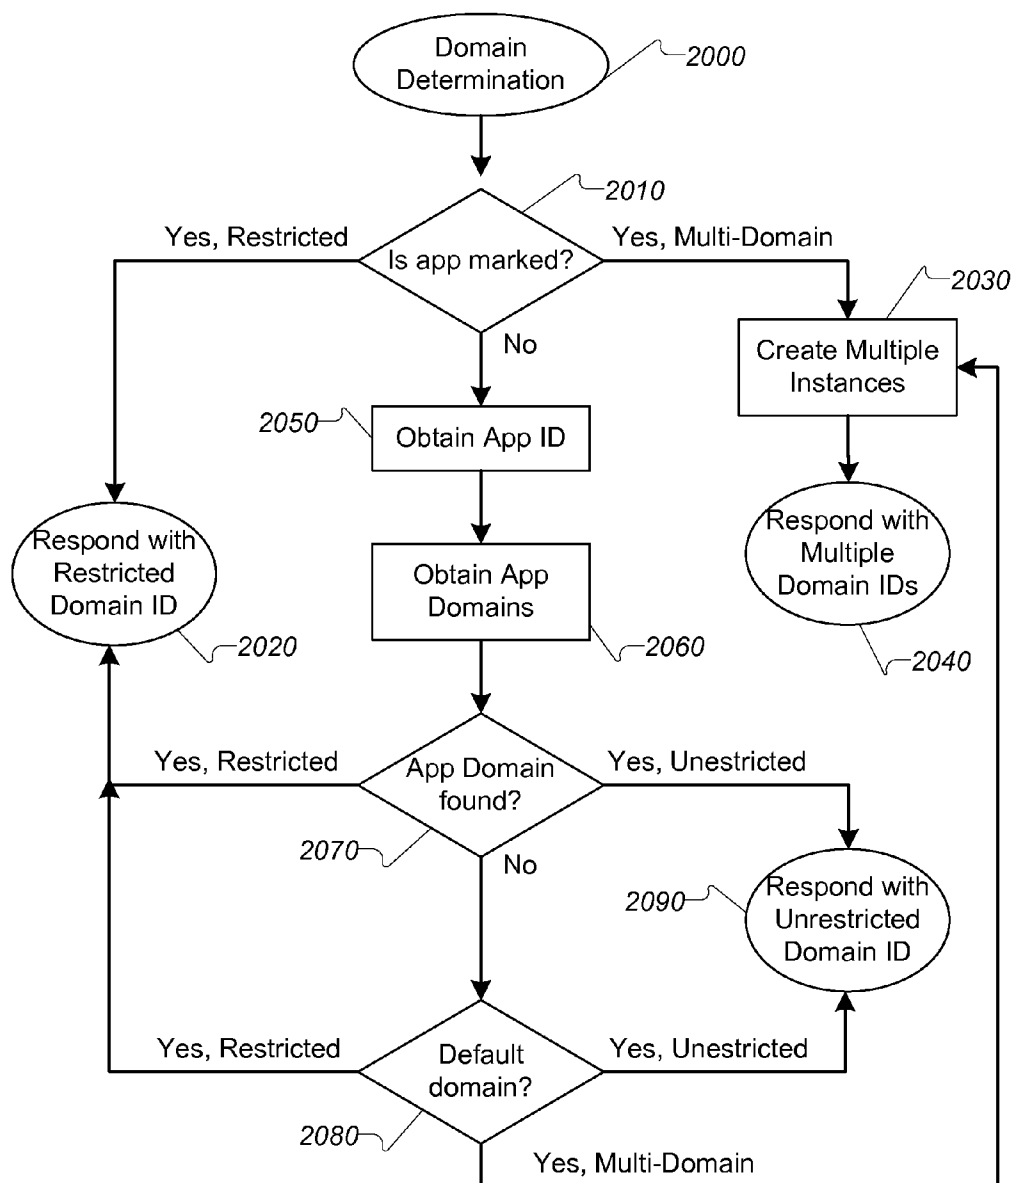 Domain
Determination
2000
2010
Yes, Restricted
Yes, Multi-Domain
Is app marked?
2030
No
Create Multiple
Instances
2050
Obtain App ID
Respond with
Restricted
Domain ID
Respond with
Multiple
Domain IDs
Obtain App
Domains
2020
2060
2040
Yes, Restricted
Yes, Unestricted
App Domain
found?
2070
No
2090
Respond with
Unrestricted
Domain ID
Yes, Restricted
Yes, Unestricted
Default
domain?
2080
Yes, Multi-Domain